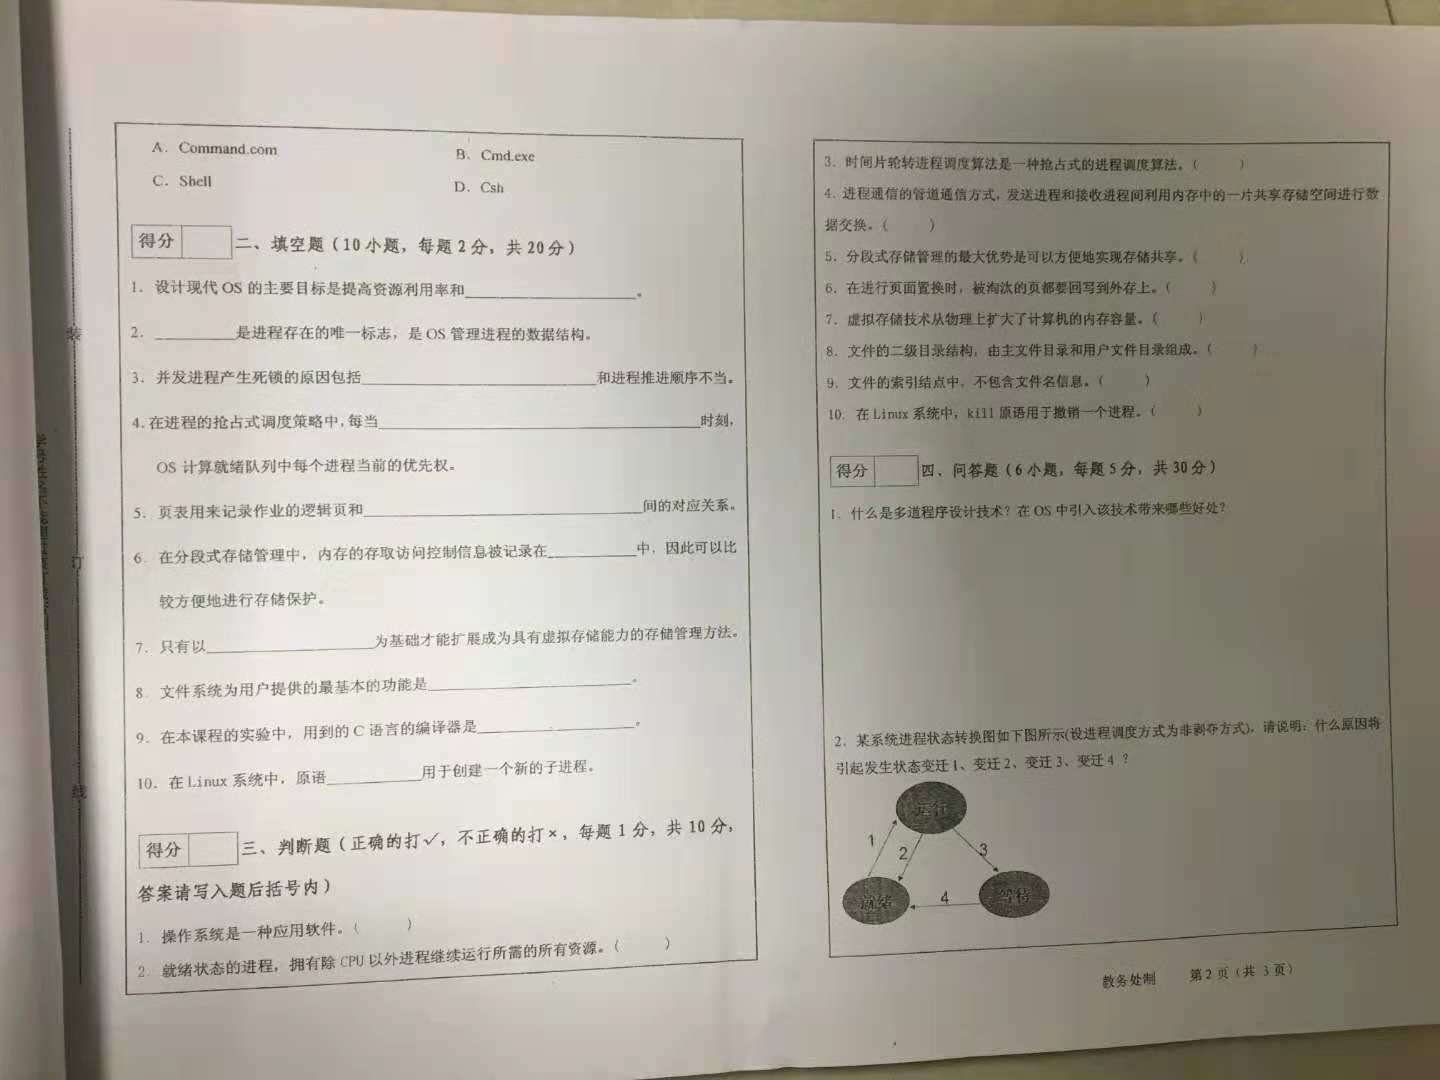 A. Command.com
B. Cmd.exe
C. Shell
D. Csh
得分
二、填空题（10小题，每题2分，共20分）
1. 设计现代 OS 的主要目标是提高资源利用率和____________。
2. ________是进程存在的唯一标志，是 OS 管理进程的数据结构。
3. 并发进程产生死锁的原因包括________________和进程推进顺序不当。
4.在进程的抢占式调度策略中,每当________________________时刻,
OS 计算就绪队列中每个进程当前的优先权。
5. 页表用来记录作业的逻辑页和____________________间的对应关系。
6. 在分段式存储管理中，内存的存取访问控制信息被记录在________中，因此可以比
较方便地进行存储保护。
7. 只有以____________为基础才能扩展成为具有虚拟存储能力的存储管理方法。
8. 文件系统为用户提供的最基本的功能是______________。
9. 在本课程的实验中，用到的 C 语言的编译器是____________。
10. 在 Linux 系统中，原语________用于创建一个新的子进程。
得分
三、判断题（正确的打√，不正确的打×，每题 1 分，共 10 分，
答案请写入题后括号内）
1. 操作系统是一种应用软件。（　　）
2. 就绪状态的进程，拥有除 CPU 以外进程继续运行所需的所有资源。（　　）
3. 时间片轮转进程调度算法是一种抢占式的进程调度算法。（　　）
4. 进程通信的管道通信方式，发送进程和接收进程间利用内存中的一片共享存储空间进行数
据交换。（　　）
5. 分段式存储管理的最大优势是可以方便地实现存储共享。（　　）
6. 在进行页面置换时，被淘汰的页都要回写到外存上。（　　）
7. 虚拟存储技术从物理上扩大了计算机的内存容量。（　　）
8. 文件的二级目录结构，由主文件目录和用户文件目录组成。（　　）
9. 文件的索引结点中，不包含文件名信息。（　　）
10. 在 Linux 系统中，kill 原语用于撤销一个进程。（　　）
得分
四、问答题（6小题，每题5分，共30分）
1. 什么是多道程序设计技术？在 OS 中引入该技术带来哪些好处？
2. 某系统进程状态转换图如下图所示(设进程调度方式为非剥夺方式)，请说明：什么原因将
引起发生状态变迁 1、变迁 2、变迁 3、变迁 4 ？
运行
1
2
3
就绪
4
等待
教务处制
第 2 页（共 3 页）
装
订
线